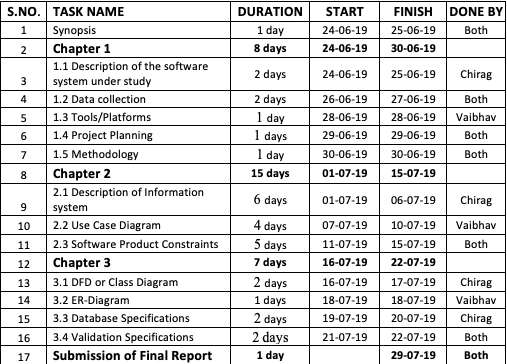 S.NO. TASK NAME DURATION START FINISH DONE BY
1 Synopsis 1 day 24-06-19 25-06-19 Both
2 Chapter 1 8 days 24-06-19 30-06-19
1.1 Description of the software
3 system under study 2 days 24-06-19 25-06-19 Chirag
4 1.2 Data collection 2 days 26-06-19 27-06-19 Both
5 1.3 Tools/Platforms 1 day 28-06-19 28-06-19 Vaibhav
6 1.4 Project Planning 1 days 29-06-19 29-06-19 Both
7 1.5 Methodology 1 day 30-06-19 30-06-19 Both
8 Chapter 2 15 days 01-07-19 15-07-19
2.1 Description of Information
9 system 6 days 01-07-19 06-07-19 Chirag
10 2.2 Use Case Diagram 4 days 07-07-19 10-07-19 Vaibhav
11 2.3 Software Product Constraints 5 days 11-07-19 15-07-19 Both
12 Chapter 3 7 days 16-07-19 22-07-19
13 3.1 DFD or Class Diagram 2 days 16-07-19 17-07-19 Chirag
14 3.2 ER-Diagram 1 days 18-07-19 18-07-19 Vaibhav
15 3.3 Database Specifications 2 days 19-07-19 20-07-19 Chirag
16 3.4 Validation Specifications 2 days 21-07-19 22-07-19 Both
17 Submission of Final Report 1 day 29-07-19 Both